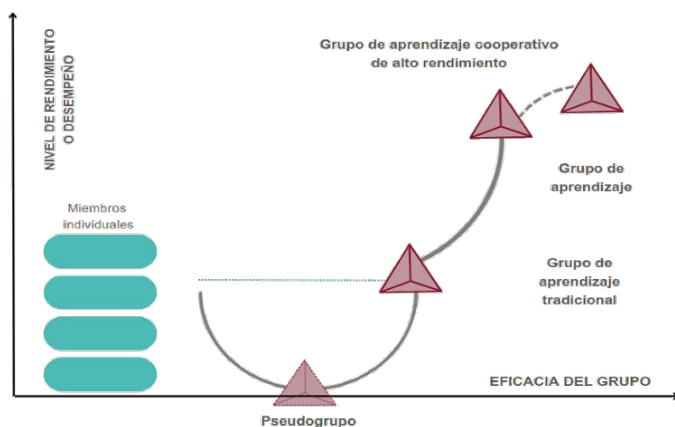 NIVEL DE RENDIMIENTO
O DESEMPEÑO
Grupo de aprendizaje cooperativo
de alto rendimiento
Grupo de
aprendizaje
Miembros
individuales
Grupo de
aprendizaje
tradicional
EFICACIA DEL GRUPO
Pseudogrupo